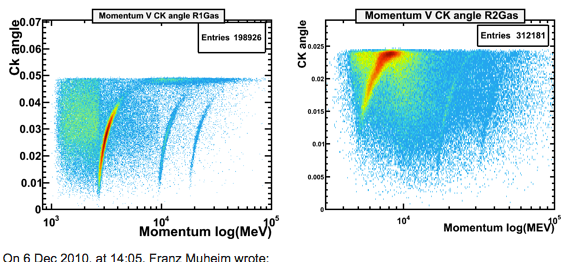 Momentum V CK angle R1Gas
Entries 198926
Ck angle
0.07
0.06
0.05
0.04
0.03
0.02
0.01
0
10³
10⁴
10⁵
Momentum log(MeV)
Momentum V CK angle R2Gas
Entries 312181
CK angle
0.025
0.02
0.015
0.01
0.005
0
10⁴
10⁵
Momentum log(MeV)
On 6 Dec 2010, at 14:05, Franz Muheim wrote: